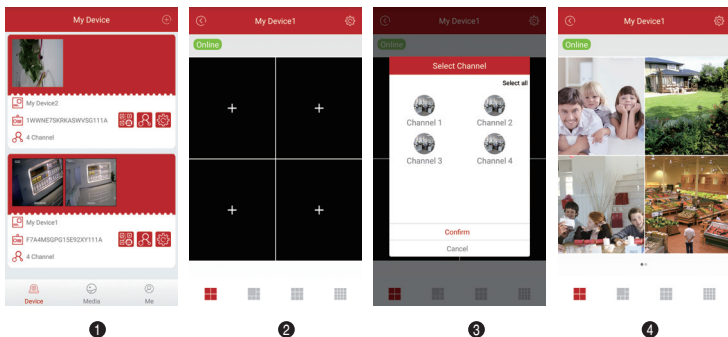 My Device
My Device2
1WWNE7SKRKASWVSG111A
4 Channel
My Device1
F7A4MSGPG15E92XY111A
4 Channel
Device
Media
Me
1
My Device1
Online
2
My Device1
Online
Select Channel
Select all
Channel 1
Channel 2
Channel 3
Channel 4
Confirm
Cancel
3
My Device1
Online
4